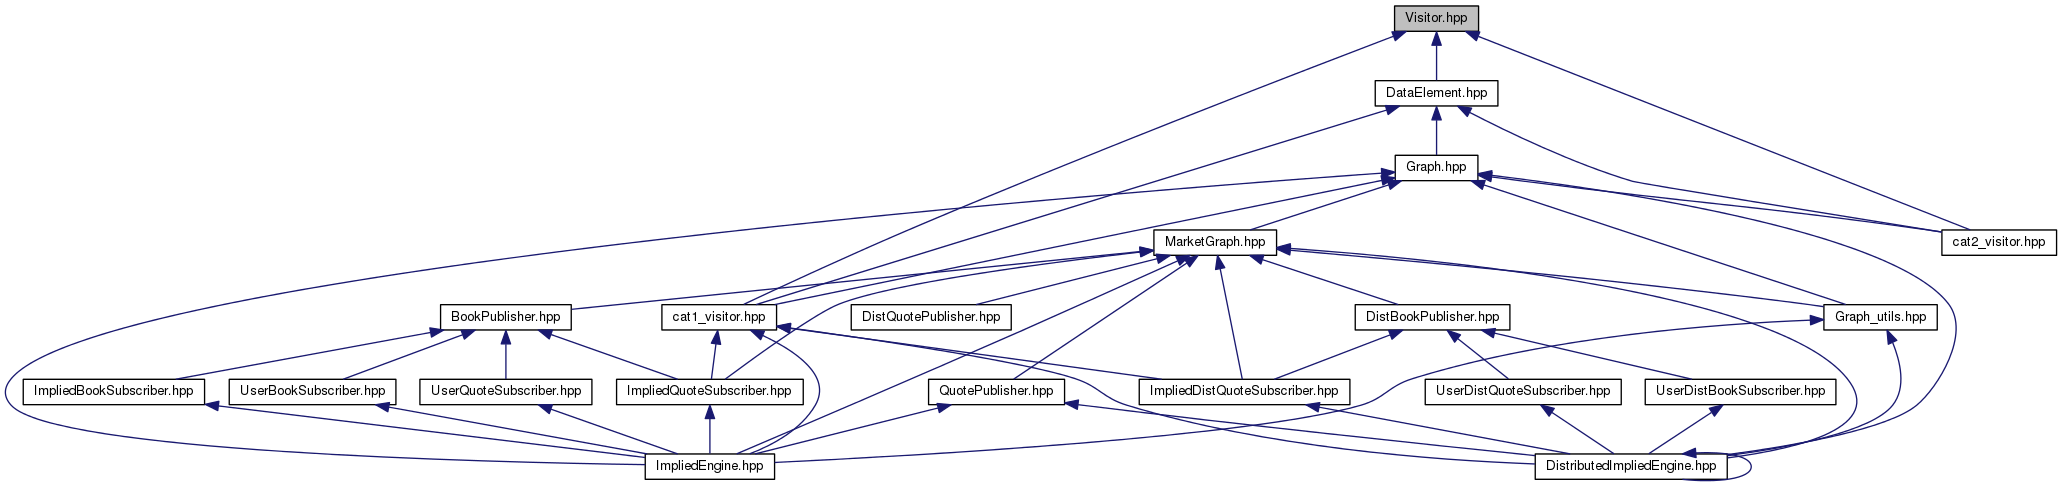 Visitor.hpp
DataElement.hpp
Graph.hpp
MarketGraph.hpp
cat2_visitor.hpp
BookPublisher.hpp
cat1_visitor.hpp
DistQuotePublisher.hpp
DistBookPublisher.hpp
Graph_utils.hpp
ImpliedBookSubscriber.hpp
UserBookSubscriber.hpp
UserQuoteSubscriber.hpp
ImpliedQuoteSubscriber.hpp
QuotePublisher.hpp
ImpliedDistQuoteSubscriber.hpp
UserDistQuoteSubscriber.hpp
UserDistBookSubscriber.hpp
ImpliedEngine.hpp
DistributedImpliedEngine.hpp